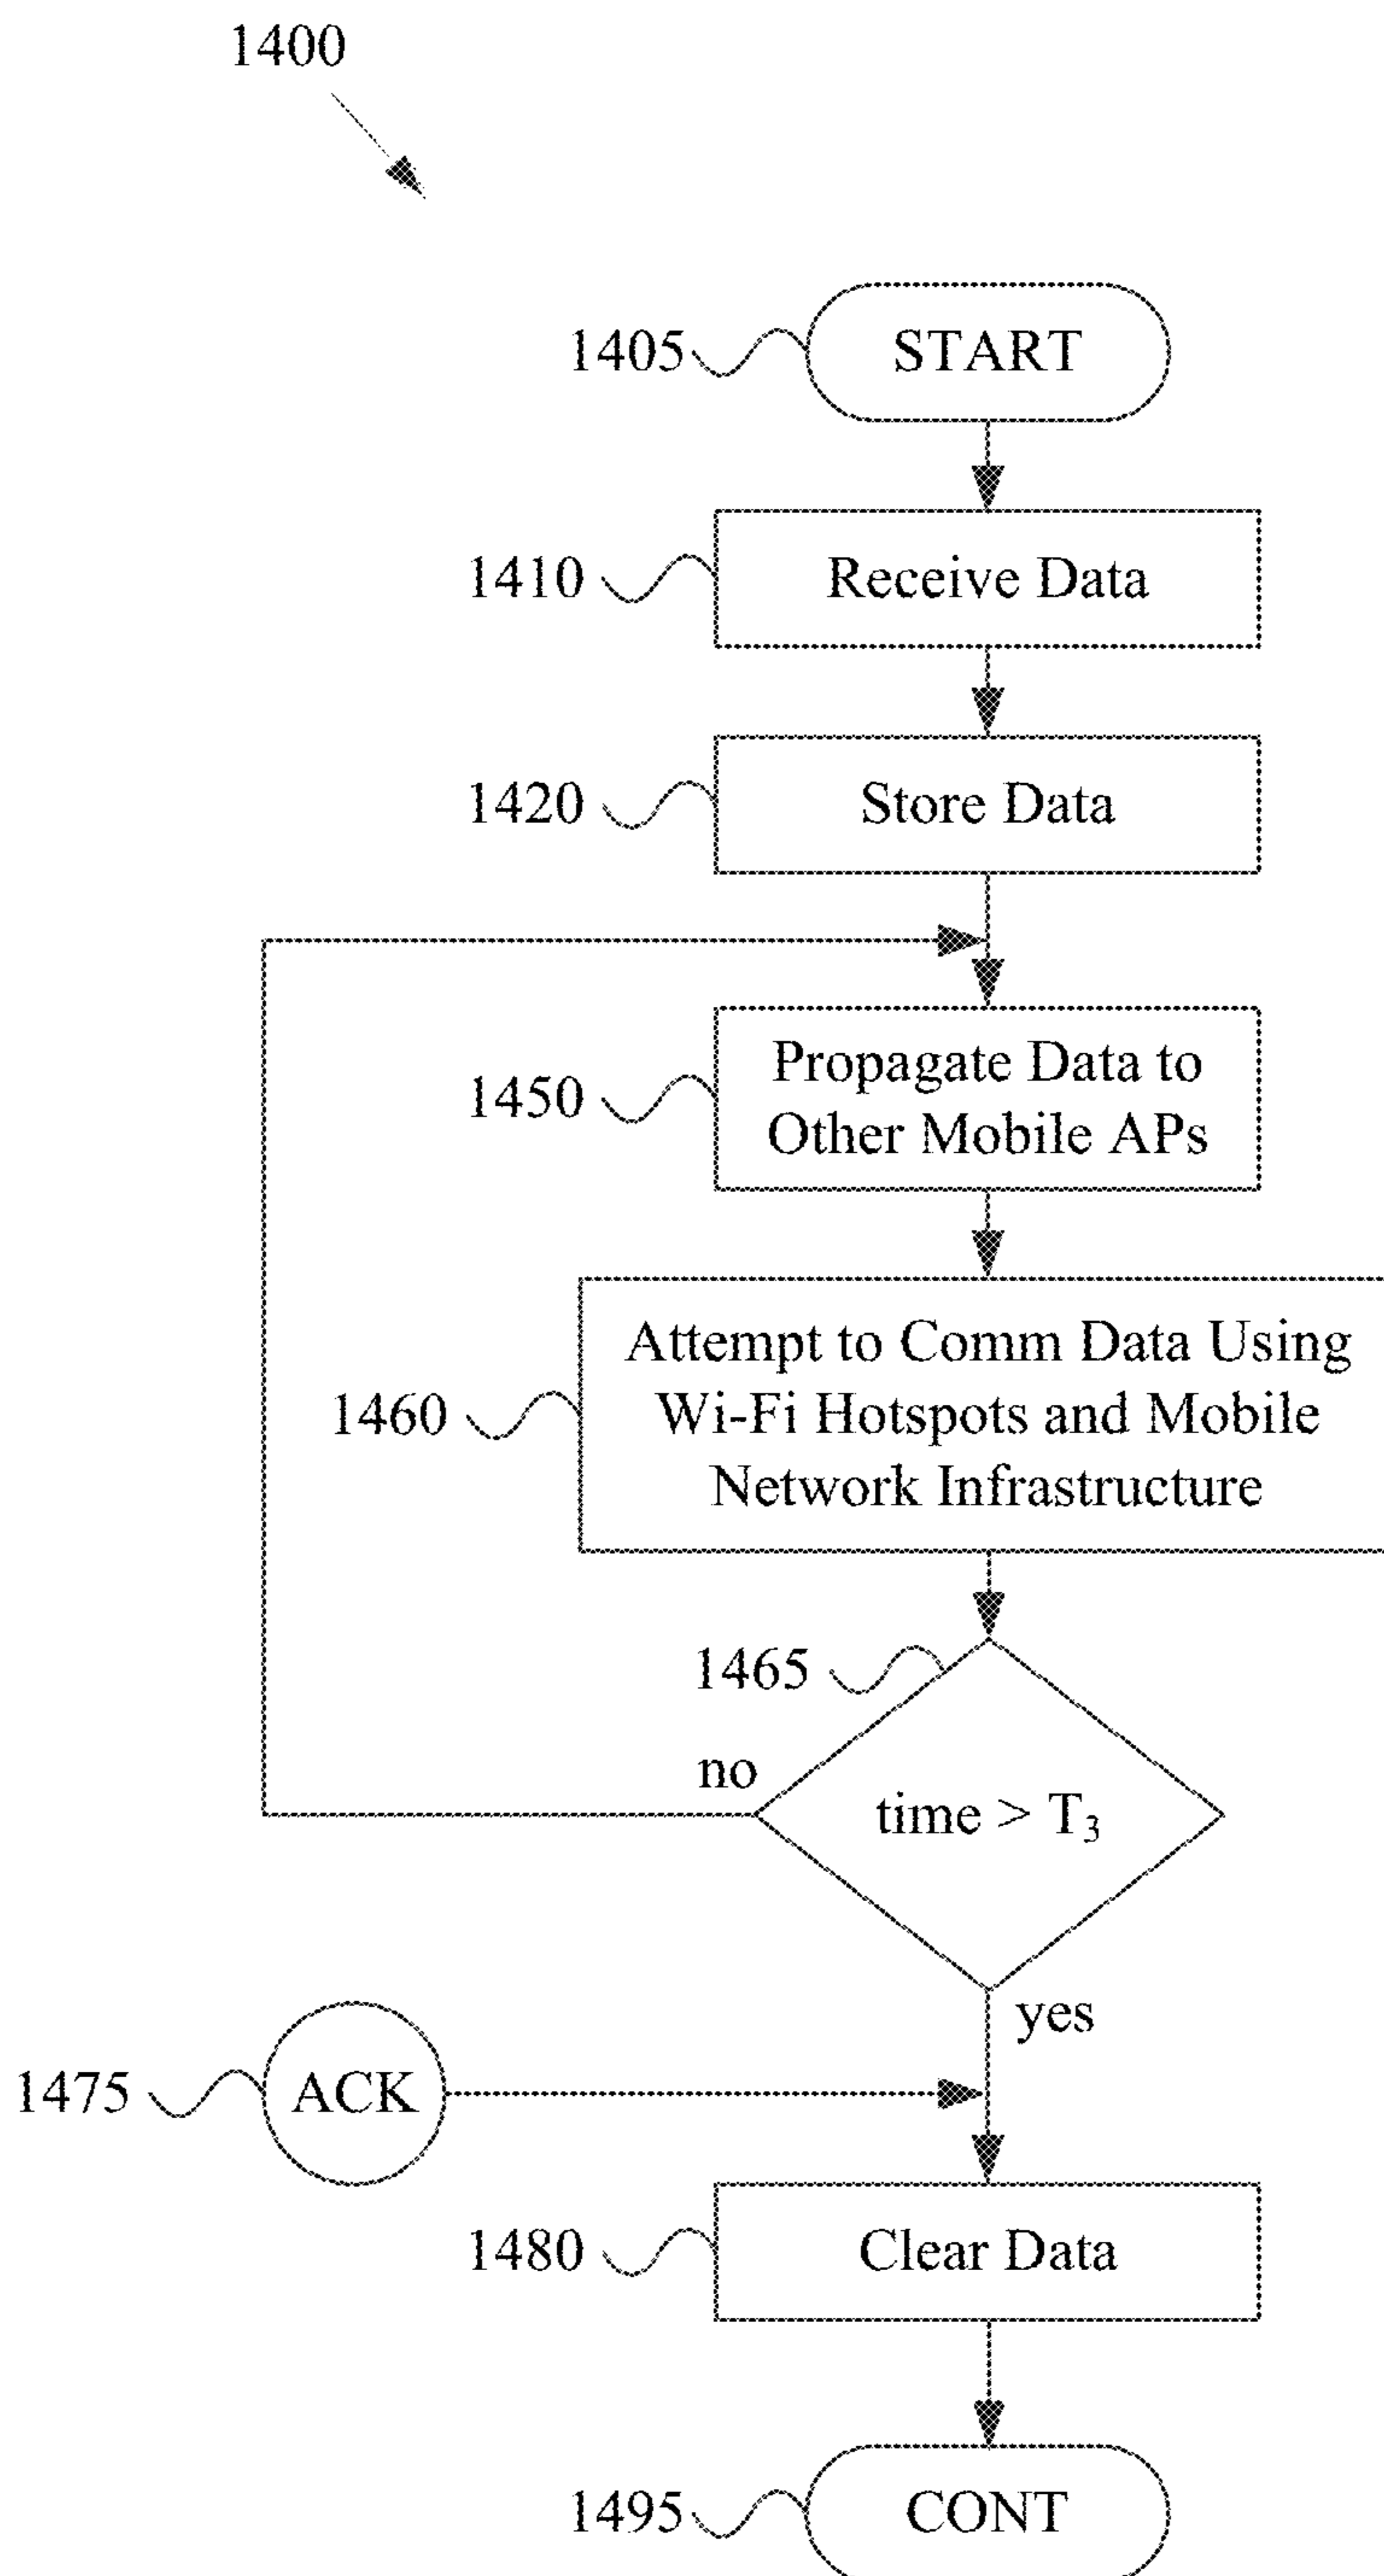 1400
1405 START
1410 Receive Data
1420 Store Data
1450 Propagate Data to
Other Mobile APs
Attempt to Comm Data Using
1460 Wi-Fi Hotspots and Mobile
Network Infrastructure
1465
no
time > T₃
yes
1475 ACK
1480 Clear Data
1495 CONT